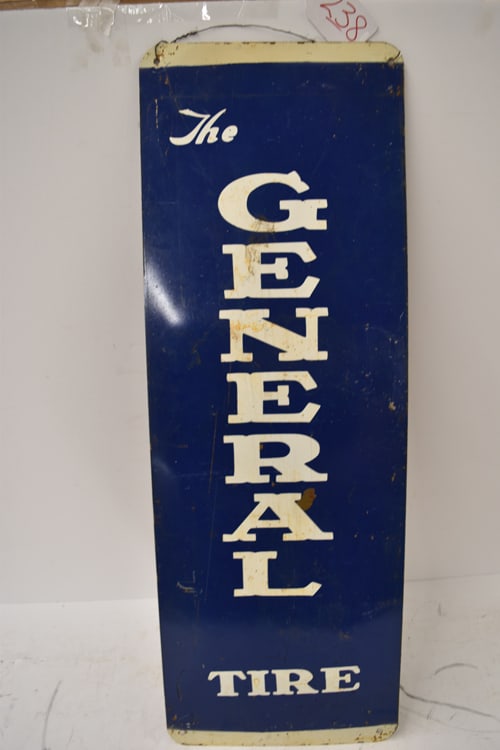 238
The
GENERAL
TIRE